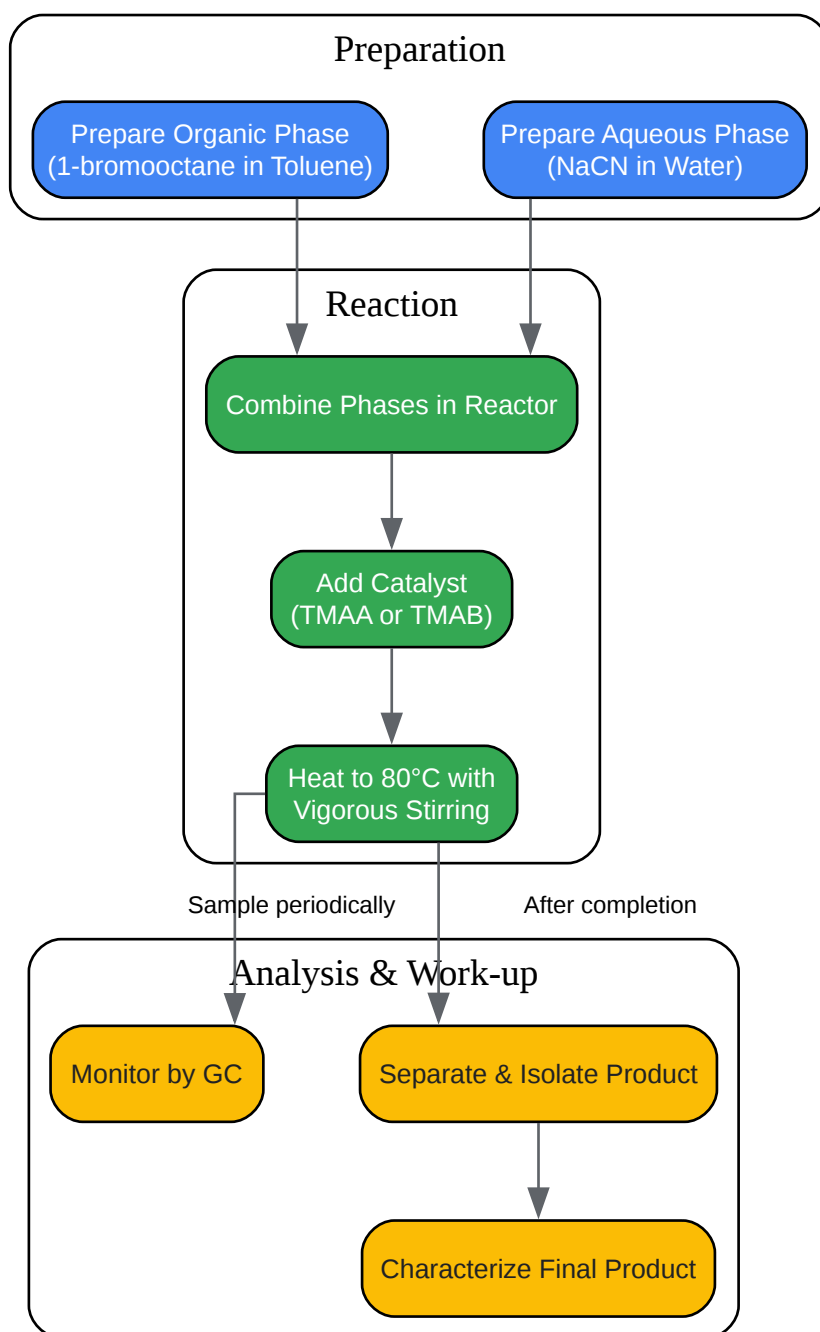 Preparation
Prepare Organic Phase
(1-bromooctane in Toluene)
Prepare Aqueous Phase
(NaCN in Water)
Reaction
Combine Phases in Reactor
Add Catalyst
(TMAA or TMAB)
Heat to 80°C with
Vigorous Stirring
Sample periodically
After completion
Analysis & Work-up
Monitor by GC
Separate & Isolate Product
Characterize Final Product